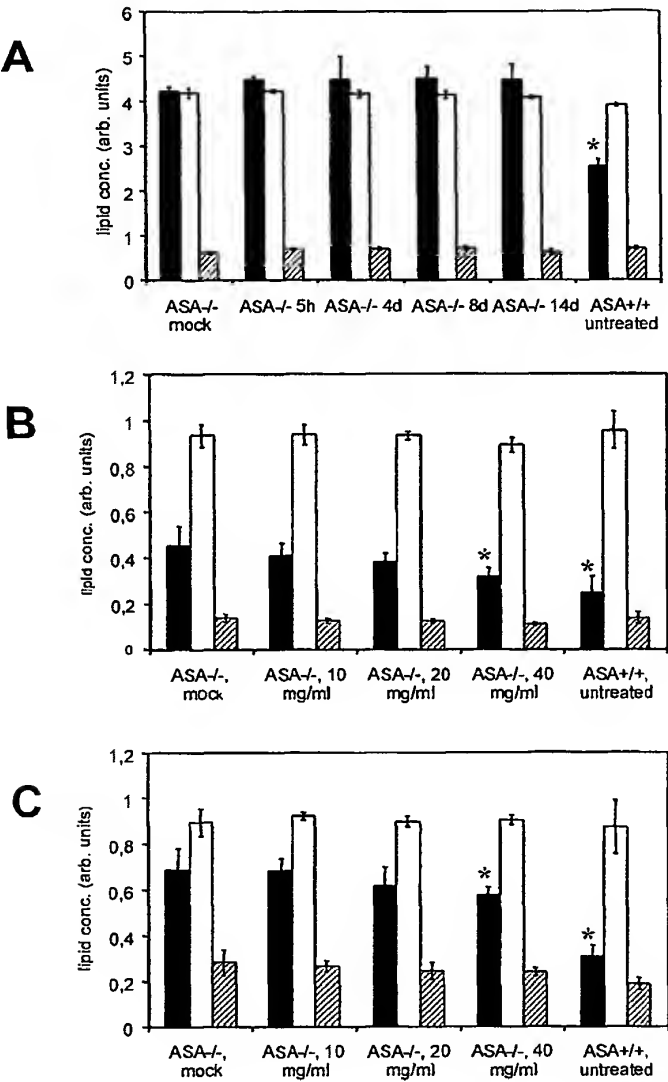 A
lipid conc. (arb. units)
6
5
4
3
2
1
0
*
ASA-/- mock
ASA-/- 5h
ASA-/- 4d
ASA-/- 8d
ASA-/- 14d
ASA+/+ untreated
B
lipid conc. (arb. units)
1,2
1
0,8
0,6
0,4
0,2
0
*
*
ASA-/-, mock
ASA-/-, 10 mg/ml
ASA-/-, 20 mg/ml
ASA-/-, 40 mg/ml
ASA+/+, untreated
C
lipid conc. (arb. units)
1,2
1
0,8
0,6
0,4
0,2
0
*
*
ASA-/-, mock
ASA-/-, 10 mg/ml
ASA-/-, 20 mg/ml
ASA-/-, 40 mg/ml
ASA+/+, untreated